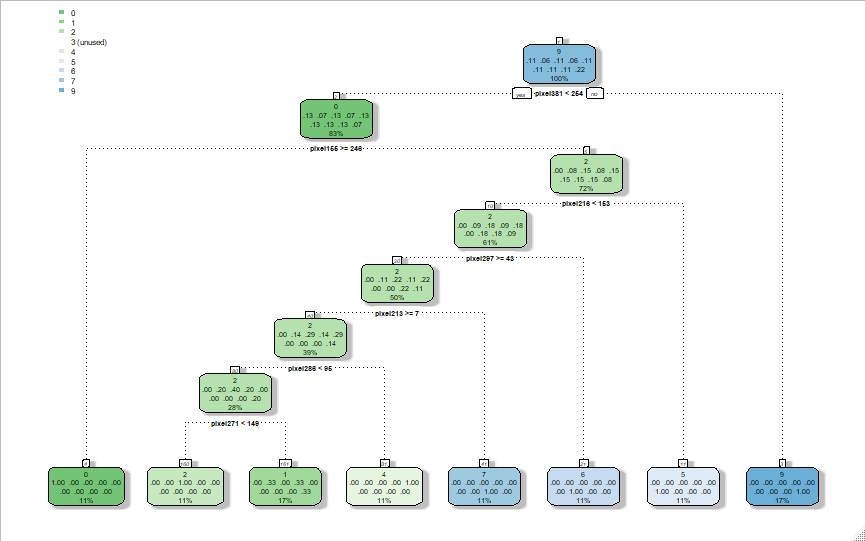 0
1
2
3 (unused)
4
5
6
7
9
9
.11 .06 .11 .06 .11
.11 .11 .11 .22
100%
yes pixel381 < 254 no
0
.13 .07 .13 .07 .13
.13 .13 .13 .07
83%
pixel155 >= 246
2
.00 .08 .15 .08 .15
.15 .15 .15 .08
72%
pixel216 < 153
2
.00 .09 .18 .09 .18
.00 .18 .18 .09
61%
pixel297 >= 43
2
.00 .11 .22 .11 .22
.00 .00 .22 .11
50%
pixel213 >= 7
2
.00 .14 .29 .14 .29
.00 .00 .00 .14
39%
pixel286 < 95
2
.00 .20 .40 .20 .00
.00 .00 .00 .20
28%
pixel271 < 149
0
1.00 .00 .00 .00 .00
.00 .00 .00 .00
11%
2
.00 .00 1.00 .00 .00
.00 .00 .00 .00
11%
1
.00 .33 .00 .33 .00
.00 .00 .00 .33
17%
4
.00 .00 .00 .00 1.00
.00 .00 .00 .00
11%
7
.00 .00 .00 .00 .00
.00 .00 1.00 .00
11%
6
.00 .00 .00 .00 .00
.00 1.00 .00 .00
11%
5
.00 .00 .00 .00 .00
1.00 .00 .00 .00
11%
9
.00 .00 .00 .00 .00
.00 .00 .00 1.00
17%